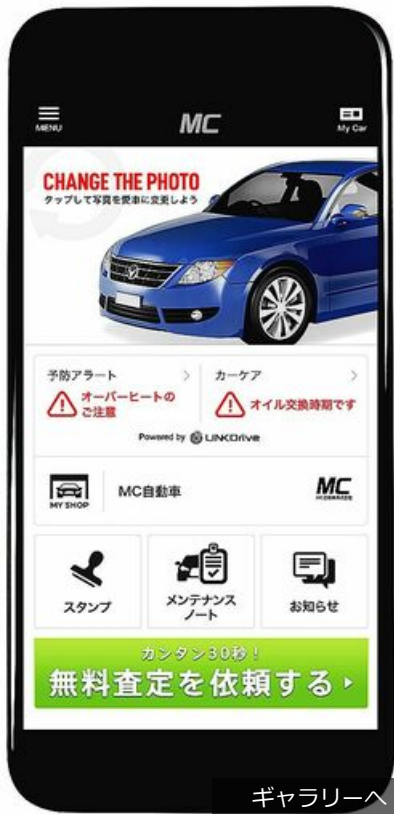 MENU
MC
My Car
CHANGE THE PHOTO
タップして写真を愛車に変更しよう
予防アラート
オーバーヒートの
ご注意
カーケア
オイル交換時期です
Powered by LINKDrive
MY SHOP
MC自動車
MC
スタンプ
メンテナンス
ノート
お知らせ
カンタン30秒!
無料査定を依頼する
ギャラリーへ